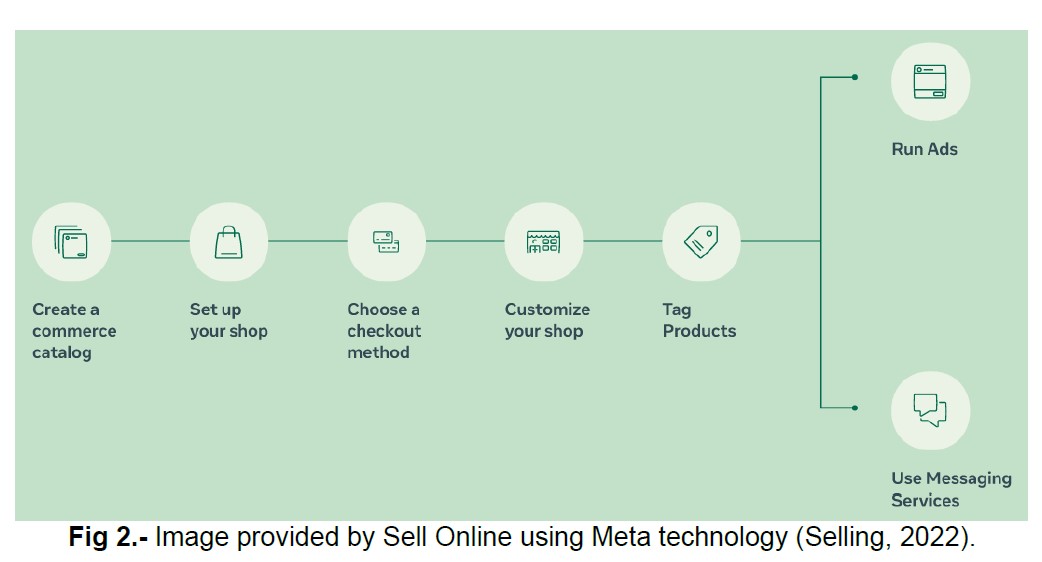 Run Ads
Create a
commerce
catalog
Set up
your shop
Choose a
checkout
method
Customize
your shop
Tag
Products
Use Messaging
Services
Fig 2.- Image provided by Sell Online using Meta technology (Selling, 2022).